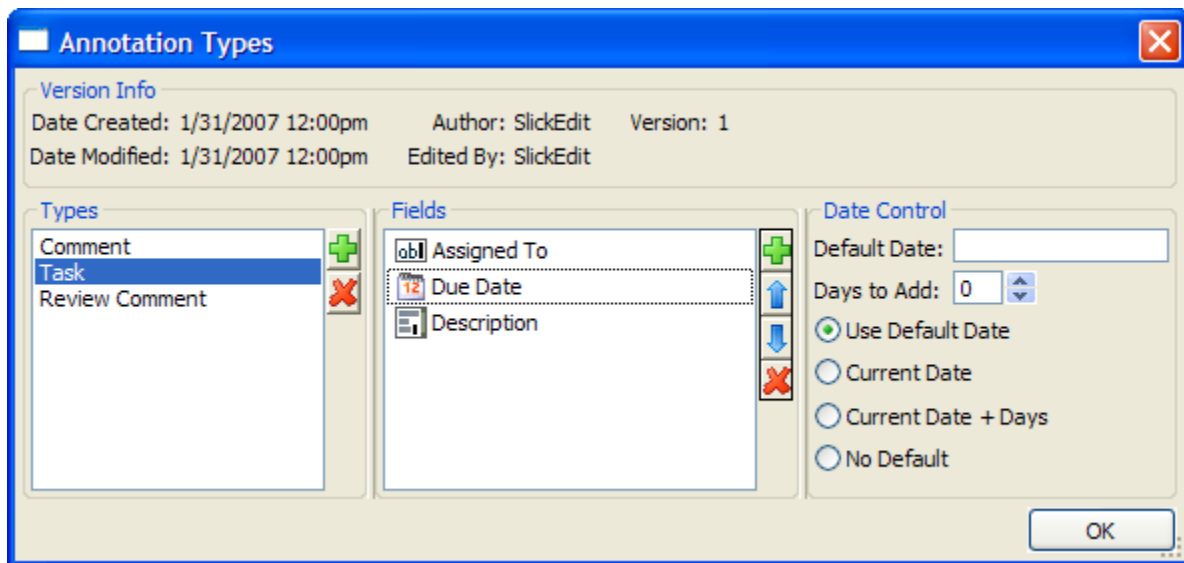 Annotation Types
Version Info
Date Created: 1/31/2007 12:00pm Author: SlickEdit Version: 1
Date Modified: 1/31/2007 12:00pm Edited By: SlickEdit
Types
Comment
Task
Review Comment
Fields
abl Assigned To
12 Due Date
Description
Date Control
Default Date:
Days to Add: 0
Use Default Date
Current Date
Current Date + Days
No Default
OK